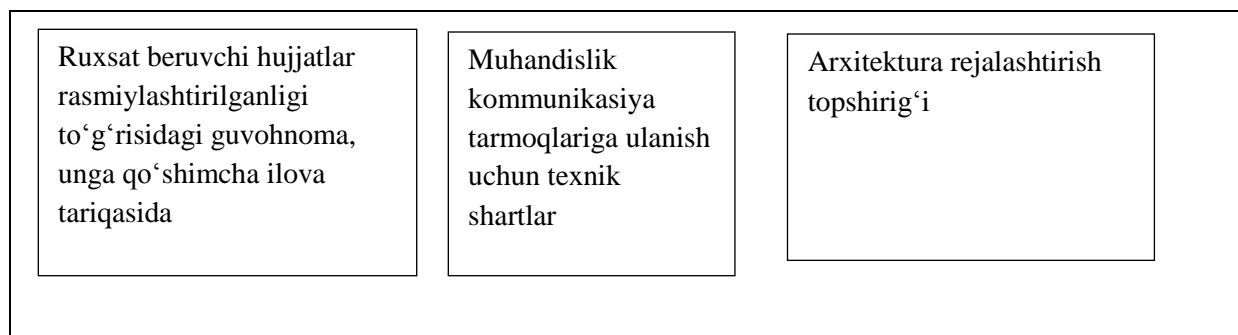 Ruxsat beruvchi hujjatlar
rasmiylashtirilganligi
to‘g‘risidagi guvohnoma,
unga qo‘shimcha ilova
tariqasida
Muhandislik
kommunikasiya
tarmoqlariga ulanish
uchun texnik
shartlar
Arxitektura rejalashtirish
topshirig‘i